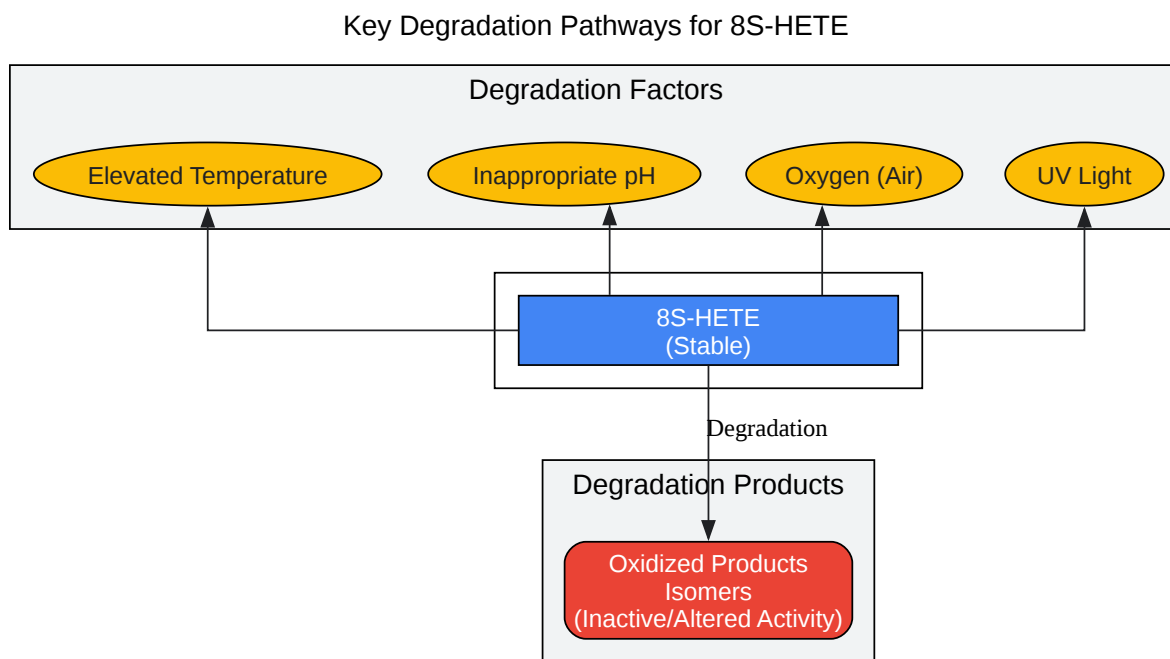 Key Degradation Pathways for 8S-HETE
Degradation Factors
Elevated Temperature
Inappropriate pH
Oxygen (Air)
UV Light
8S-HETE
(Stable)
Degradation
Degradation Products
Oxidized Products
Isomers
(Inactive/Altered Activity)